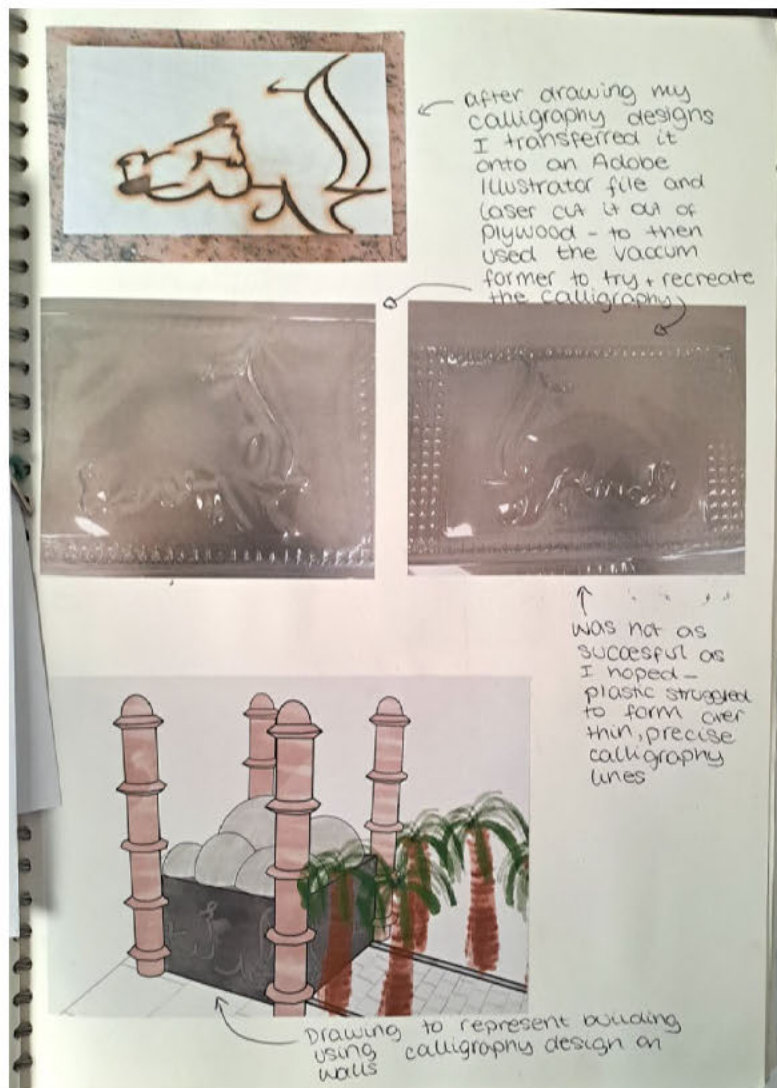 after drawing my
calligraphy designs
I transferred it
onto an Adobe
Illustrator file and
laser cut it out of
plywood - to then
used the vaccum
former to try + recreate
the calligraphy
was not as
succesful as
I hoped -
plastic struggled
to form over
thin, precise
calligraphy
lines
Drawing to represent building
using calligraphy design on
walls